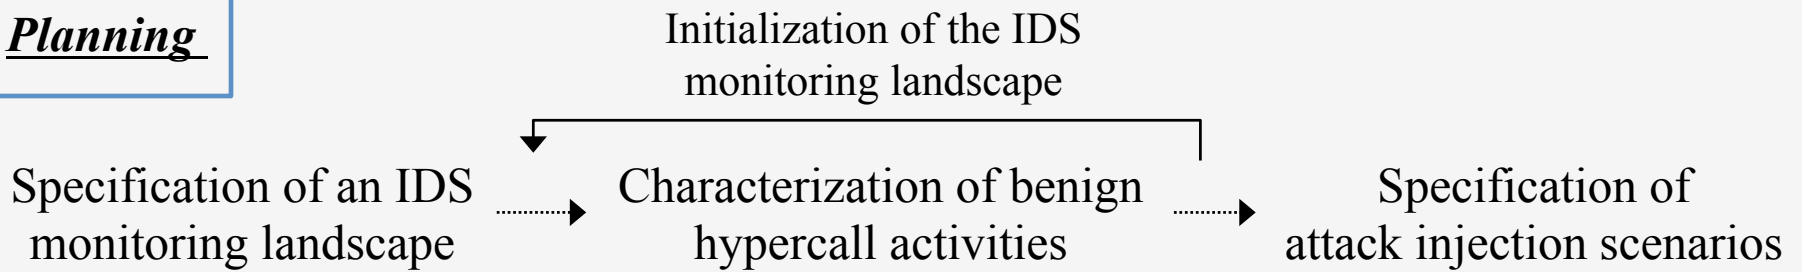 Planning
Initialization of the IDS
monitoring landscape
Specification of an IDS
monitoring landscape
Characterization of benign
hypercall activities
Specification of
attack injection scenarios